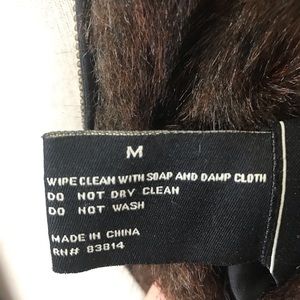 M
WIPE CLEAN WITH SOAP AND DAMP CLOTH
DO NOT DRY CLEAN
DO NOT WASH
MADE IN CHINA
RN# 83814